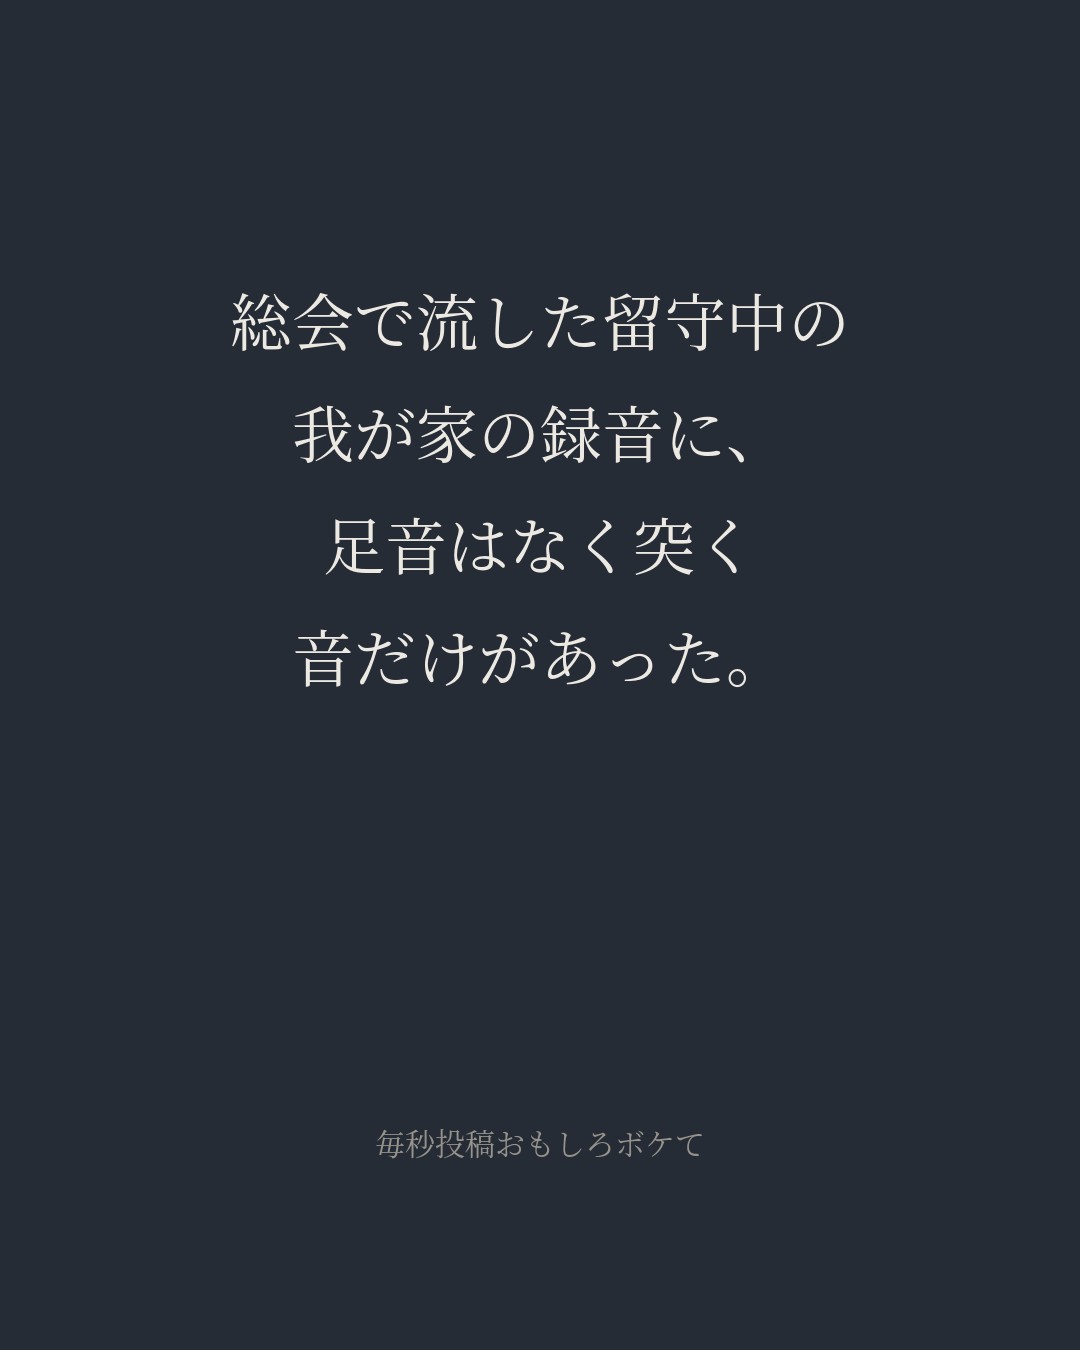 総会で流した留守中の
我が家の録音に、
足音はなく突く
音だけがあった。
毎秒投稿おもしろボケて